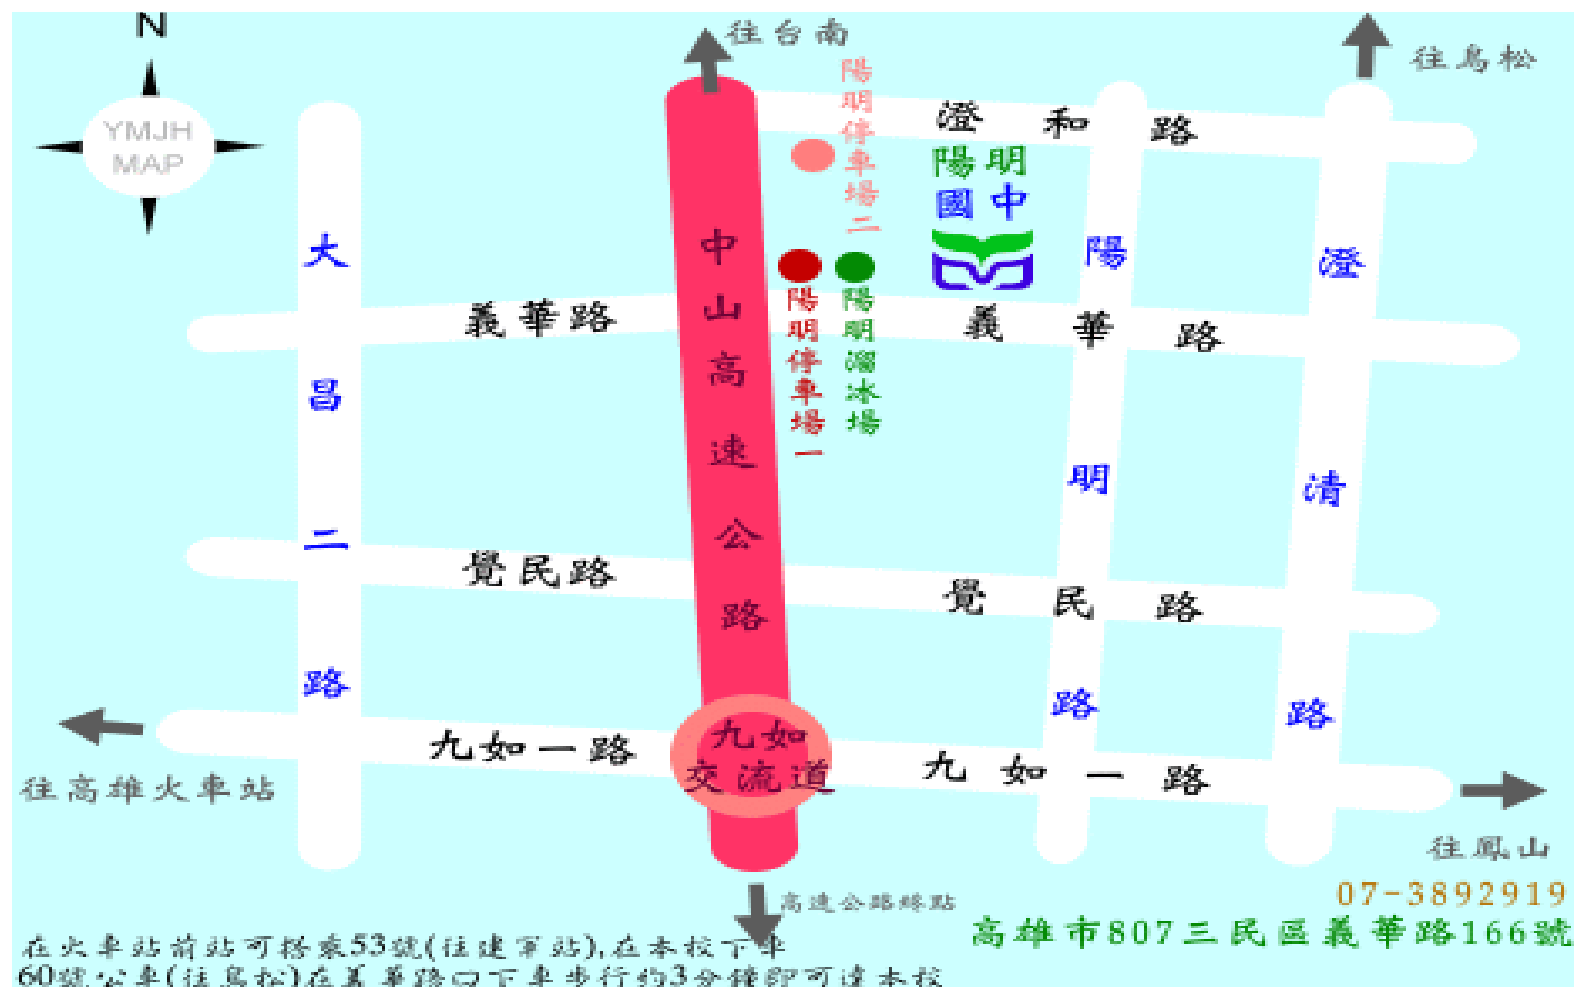 N
往台南
往鳥松
YMJH
MAP
陽明停車場二
澄和路
陽明
國中
大昌二路
中山高速公路
陽明路
澄清路
義華路
義華路
陽明停車場一
陽明溜冰場
覺民路
覺民路
九如一路
九如
交流道
九如一路
往高雄火車站
往鳳山
高速公路終點
07-3892919
高雄市807三民區義華路166號
在火車站前站可搭乘53號(往建軍站),在本校下車
60號公車(往鳥松)在義華路口下車步行約3分鐘即可達本校